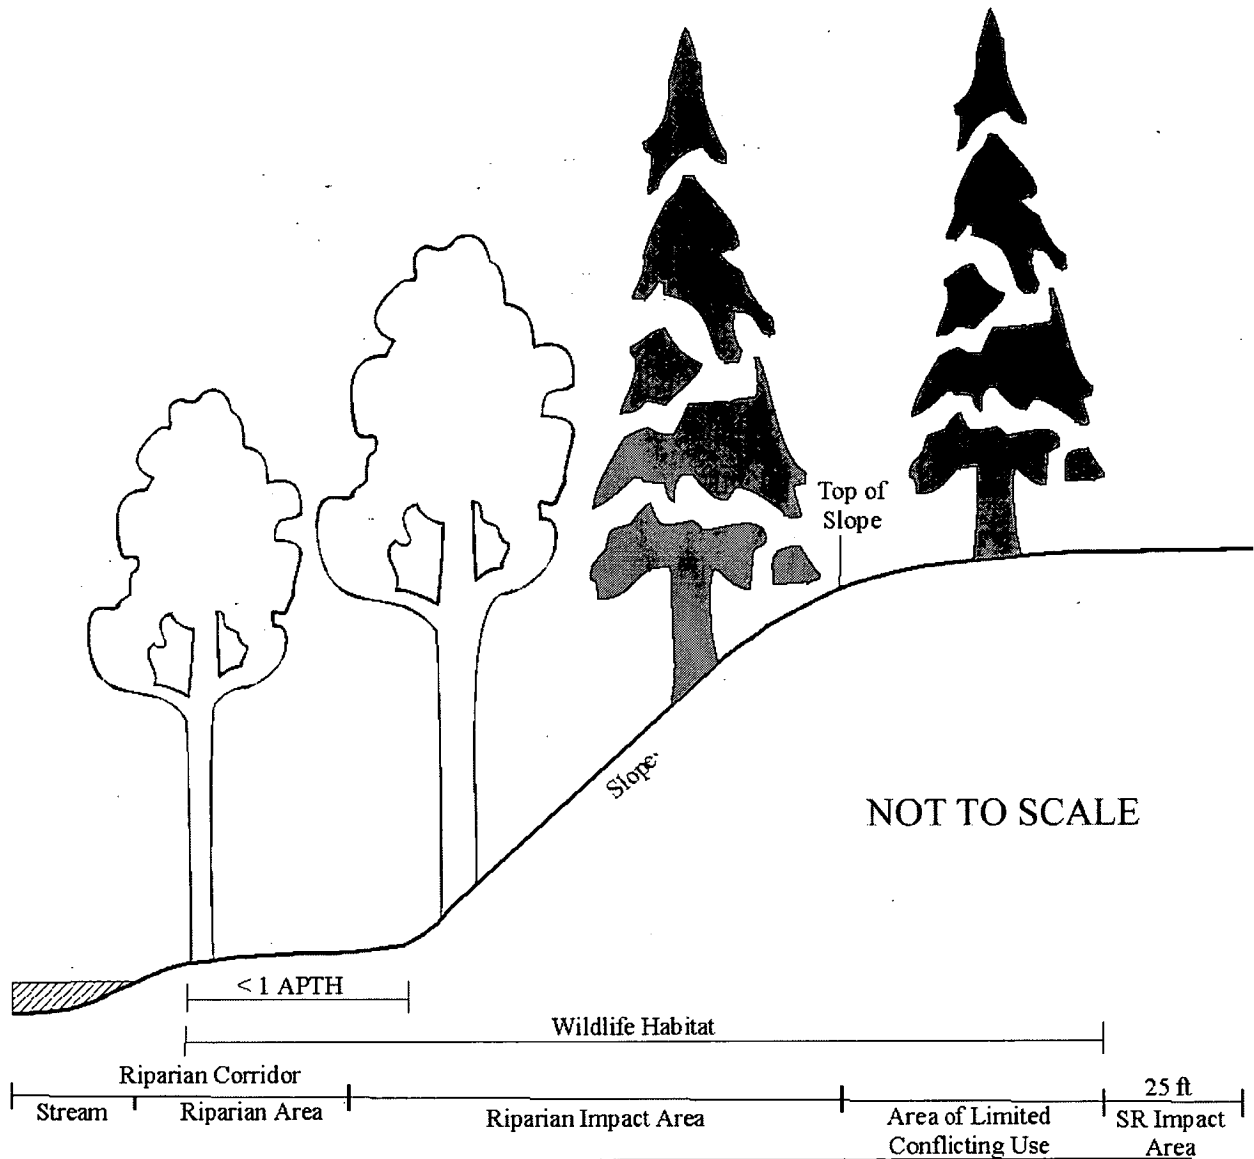 Top of
Slope
Slope
NOT TO SCALE
< 1 APTH
Wildlife Habitat
Riparian Corridor
25 ft
Stream
Riparian Area
Riparian Impact Area
Area of Limited
Conflicting Use
SR Impact
Area